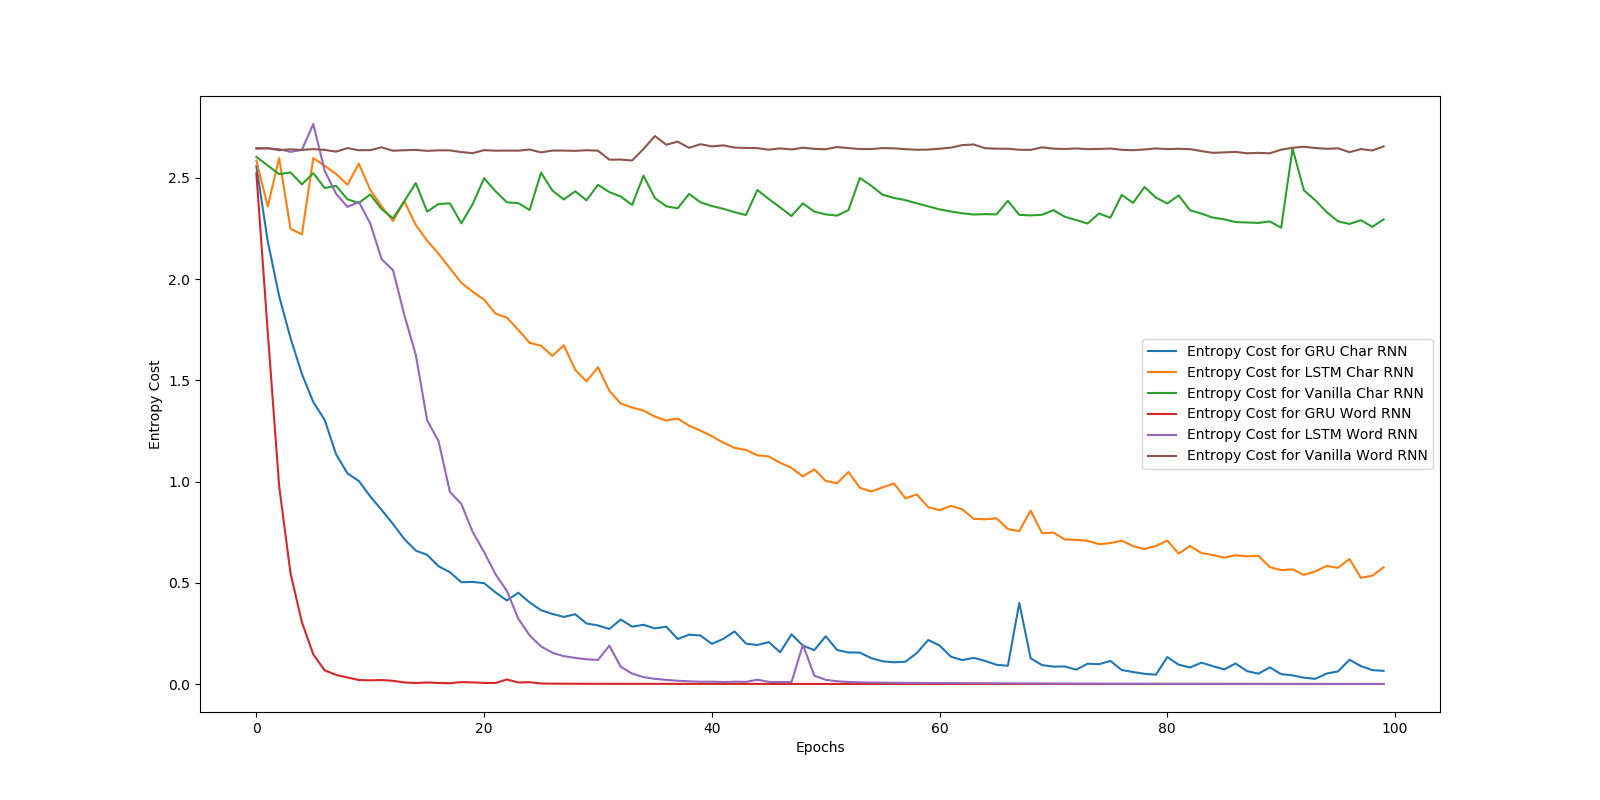 2.5
2.0
1.5
1.0
0.5
0.0
Entropy Cost
0 20 40 60 80 100
Epochs
Entropy Cost for GRU Char RNN
Entropy Cost for LSTM Char RNN
Entropy Cost for Vanilla Char RNN
Entropy Cost for GRU Word RNN
Entropy Cost for LSTM Word RNN
Entropy Cost for Vanilla Word RNN